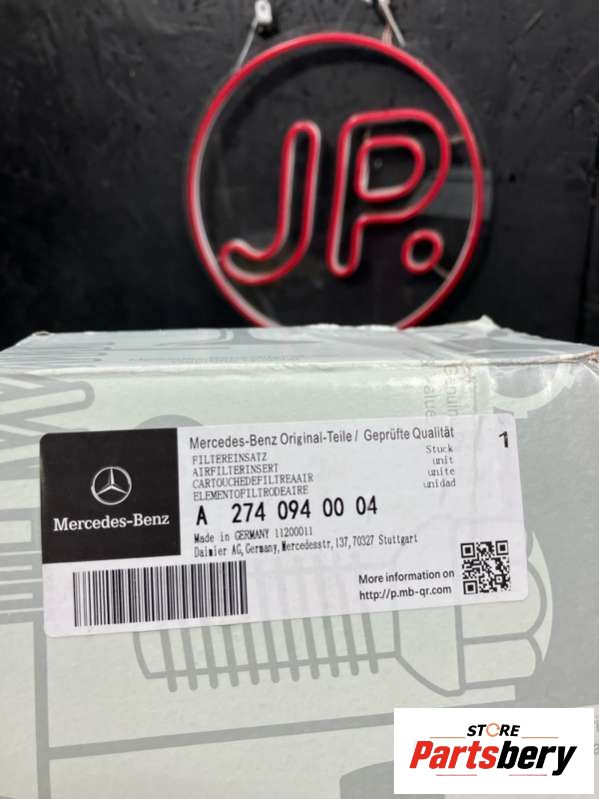 JP.
Mercedes-Benz Original-Teile / Geprüfte Qualität
1
FILTEREINSATZ
AIRFILTERINSERT
CARTOUCHEDEFILTREAAIR
ELEMENTOFILTRODEAIRE
Stuck
unit
unite
unidad
A 274 094 00 04
Made in GERMANY 11200011
Daimler AG, Germany, Mercedesstr, 137, 70327 Stuttgart
Mercedes-Benz
More information on
http://p.mb-qr.com
STORE
Partsbery